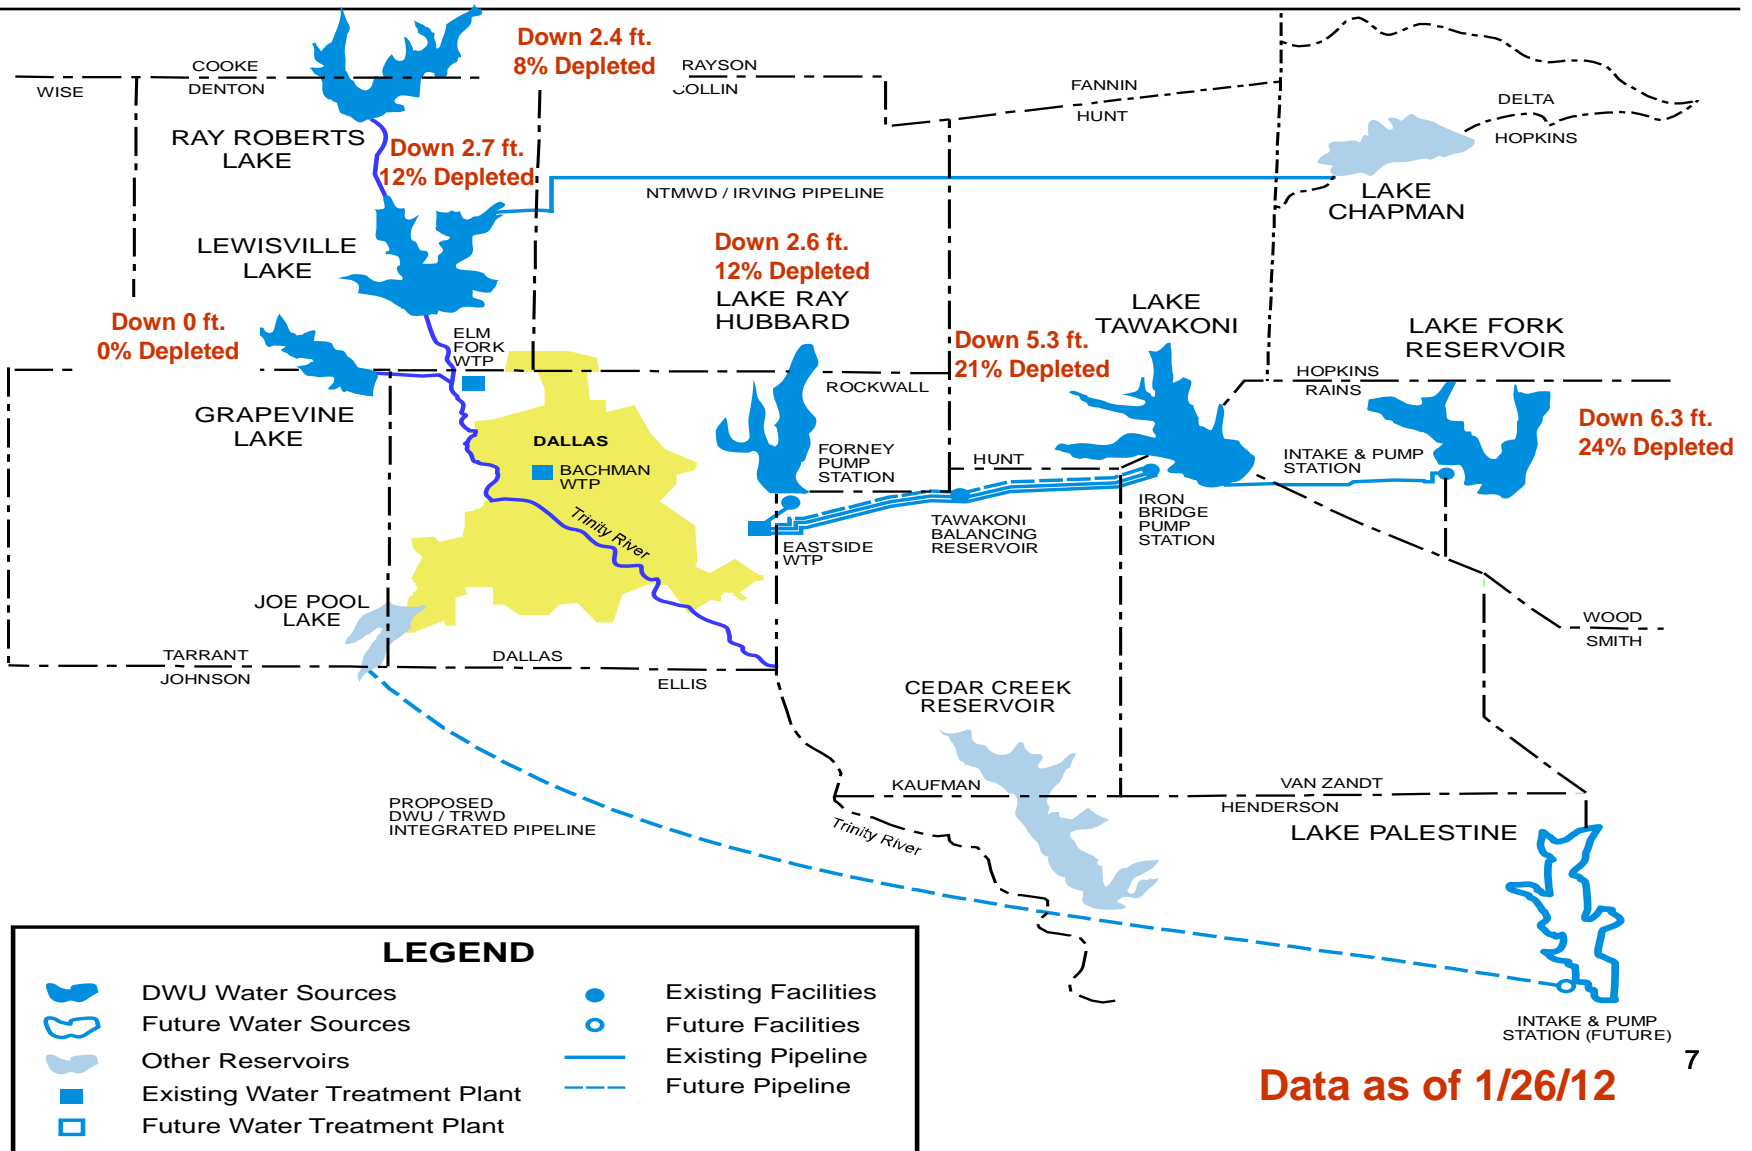 Down 2.4 ft.
8% Depleted
COOKE
DENTON
WISE
RAYSON
COLLIN
FANNIN
HUNT
DELTA
HOPKINS
RAY ROBERTS
LAKE
Down 2.7 ft.
12% Depleted
NTMWD / IRVING PIPELINE
LAKE
CHAPMAN
LEWISVILLE
LAKE
Down 2.6 ft.
12% Depleted
LAKE RAY
HUBBARD
LAKE
TAWAKONI
LAKE FORK
RESERVOIR
Down 0 ft.
0% Depleted
ELM
FORK
WTP
Down 5.3 ft.
21% Depleted
ROCKWALL
HOPKINS
RAINS
GRAPEVINE
LAKE
Down 6.3 ft.
24% Depleted
DALLAS
BACHMAN
WTP
FORNEY
PUMP
STATION
HUNT
INTAKE & PUMP
STATION
Trinity River
EASTSIDE
WTP
TAWAKONI
BALANCING
RESERVOIR
IRON
BRIDGE
PUMP
STATION
JOE POOL
LAKE
WOOD
SMITH
TARRANT
JOHNSON
DALLAS
ELLIS
CEDAR CREEK
RESERVOIR
KAUFMAN
VAN ZANDT
HENDERSON
PROPOSED
DWU / TRWD
INTEGRATED PIPELINE
Trinity River
LAKE PALESTINE
INTAKE & PUMP
STATION (FUTURE)
LEGEND
DWU Water Sources
Future Water Sources
Other Reservoirs
Existing Water Treatment Plant
Future Water Treatment Plant
Existing Facilities
Future Facilities
Existing Pipeline
Future Pipeline
7
Data as of 1/26/12